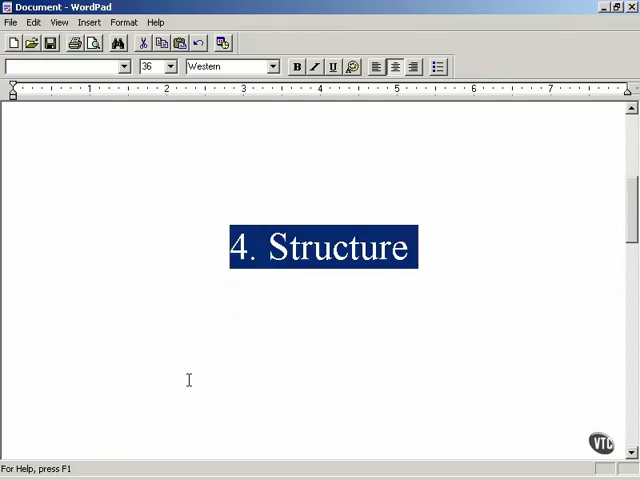 Document - WordPad
File Edit View Insert Format Help
36 Western B I U
1 2 3 4 5 6 7
4. Structure
VTC
For Help, press F1